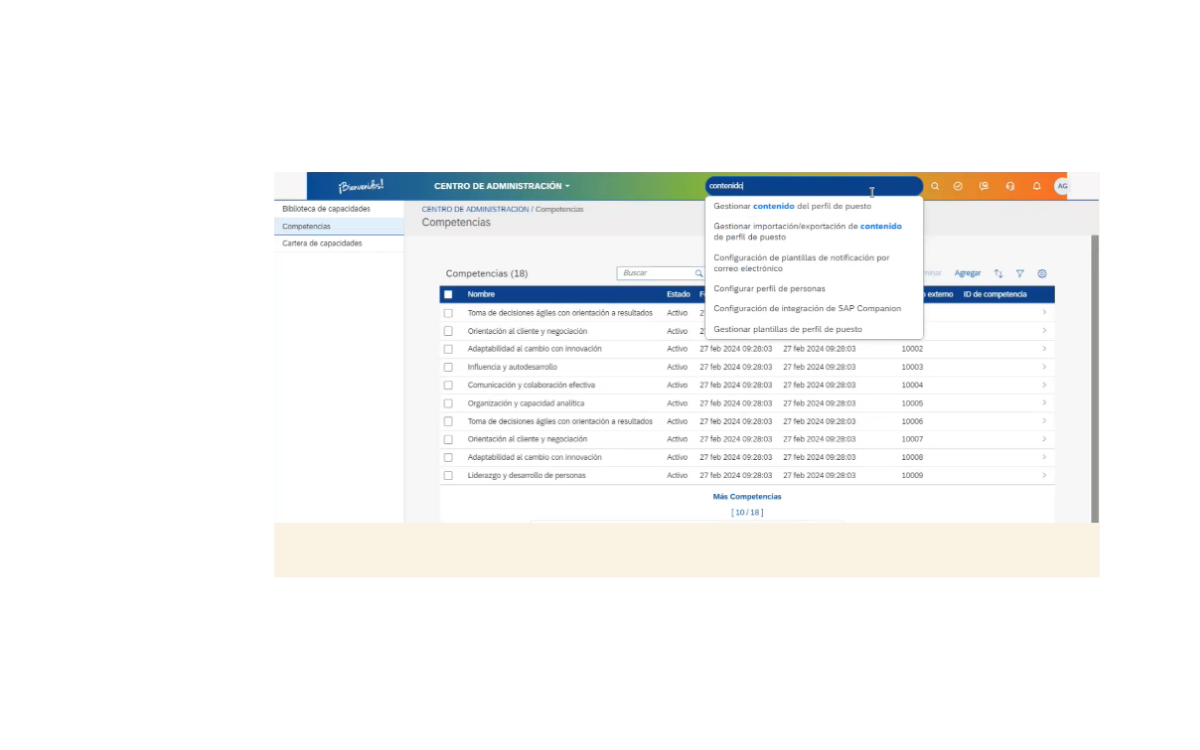 ¡Bienvenid@s!
CENTRO DE ADMINISTRACIÓN
contenido
AG
Biblioteca de capacidades
Competencias
Cartera de capacidades
CENTRO DE ADMINISTRACIÓN / Competencias
Competencias
Gestionar contenido del perfil de puesto
Gestionar importación/exportación de contenido
de perfil de puesto
Configuración de plantillas de notificación por
correo electrónico
Configurar perfil de personas
Configuración de integración de SAP Companion
Gestionar plantillas de perfil de puesto
Competencias (18)
Buscar
Agregar
Nombre Estado externo ID de competencia
Toma de decisiones ágiles con orientación a resultados Activo 2
Orientación al cliente y negociación Activo 2
Adaptabilidad al cambio con innovación Activo 27 feb 2024 09:28:03 27 feb 2024 09:28:03 10002
Influencia y autodesarrollo Activo 27 feb 2024 09:28:03 27 feb 2024 09:28:03 10003
Comunicación y colaboración efectiva Activo 27 feb 2024 09:28:03 27 feb 2024 09:28:03 10004
Organización y capacidad analítica Activo 27 feb 2024 09:28:03 27 feb 2024 09:28:03 10005
Toma de decisiones ágiles con orientación a resultados Activo 27 feb 2024 09:28:03 27 feb 2024 09:28:03 10006
Orientación al cliente y negociación Activo 27 feb 2024 09:28:03 27 feb 2024 09:28:03 10007
Adaptabilidad al cambio con innovación Activo 27 feb 2024 09:28:03 27 feb 2024 09:28:03 10008
Liderazgo y desarrollo de personas Activo 27 feb 2024 09:28:03 27 feb 2024 09:28:03 10009
Más Competencias
[ 10 / 18 ]